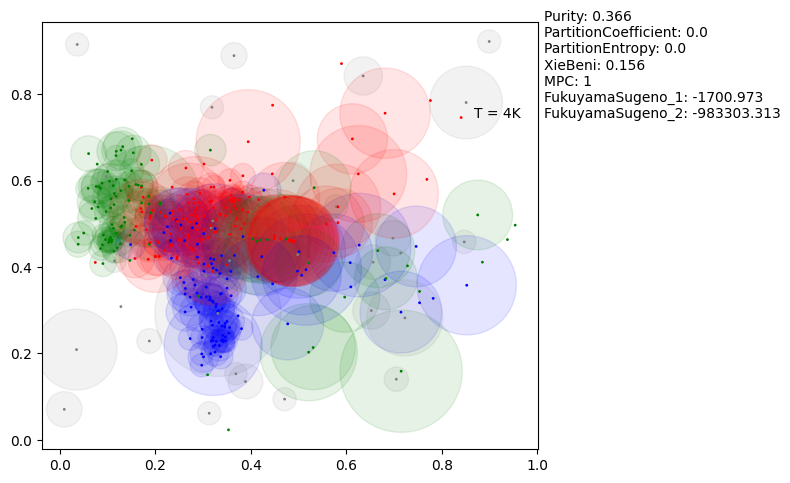 Purity: 0.366
PartitionCoefficient: 0.0
PartitionEntropy: 0.0
XieBeni: 0.156
MPC: 1
FukuyamaSugeno_1: -1700.973
FukuyamaSugeno_2: -983303.313
T = 4K
0.8
0.6
0.4
0.2
0.0
0.0 0.2 0.4 0.6 0.8 1.0